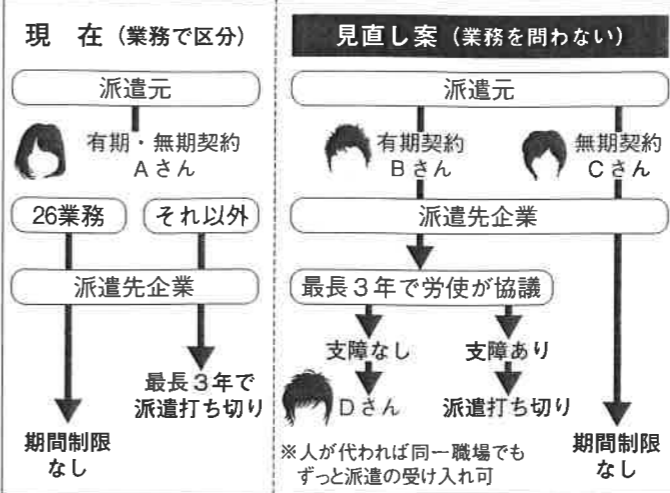 現　在（業務で区分）
派遣元
有期・無期契約
Aさん
26業務
それ以外
派遣先企業
最長3年で
派遣打ち切り
期間制限
なし
見直し案（業務を問わない）
派遣元
有期契約
Bさん
無期契約
Cさん
派遣先企業
最長3年で労使が協議
支障なし
支障あり
Dさん
派遣打ち切り
※人が代われば同一職場でも
ずっと派遣の受け入れ可
期間制限
なし